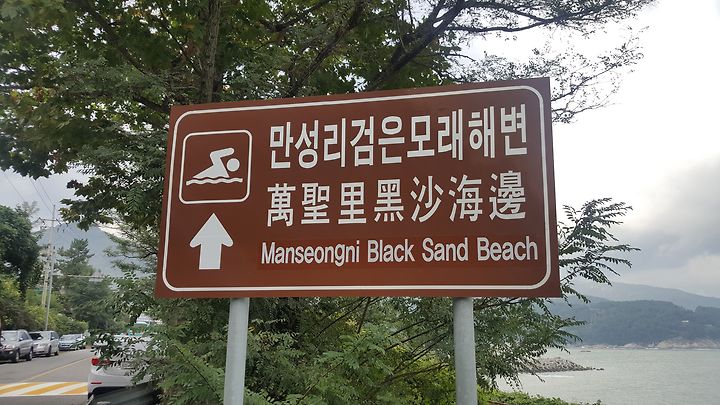 만성리검은모래해변
萬聖里黑沙海邊
Manseongni Black Sand Beach